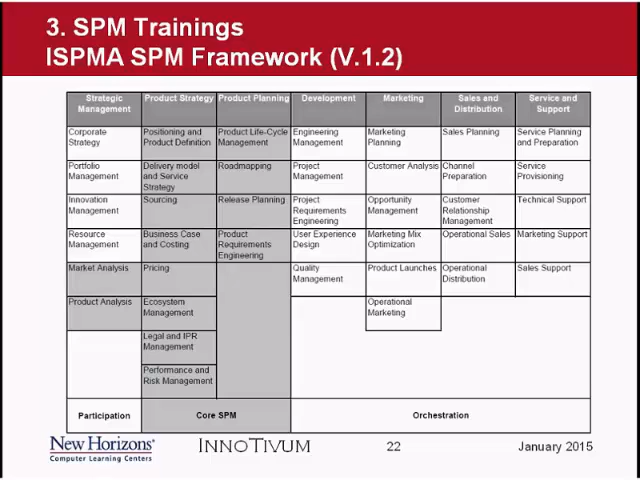 3. SPM Trainings
ISPMA SPM Framework (V.1.2)
Strategic Management
Product Strategy
Product Planning
Development
Marketing
Sales and Distribution
Service and Support
Corporate Strategy
Positioning and Product Definition
Product Life-Cycle Management
Engineering Management
Marketing Planning
Sales Planning
Service Planning and Preparation
Portfolio Management
Delivery model and Service Strategy
Roadmapping
Project Management
Customer Analysis
Channel Preparation
Service Provisioning
Innovation Management
Sourcing
Release Planning
Project Requirements Engineering
Opportunity Management
Customer Relationship Management
Technical Support
Resource Management
Business Case and Costing
Product Requirements Engineering
User Experience Design
Marketing Mix Optimization
Operational Sales
Marketing Support
Market Analysis
Pricing
Quality Management
Product Launches
Operational Distribution
Sales Support
Product Analysis
Ecosystem Management
Operational Marketing
Legal and IPR Management
Performance and Risk Management
Participation
Core SPM
Orchestration
New Horizons®
Computer Learning Centers
INNOTIVUM
22
January 2015